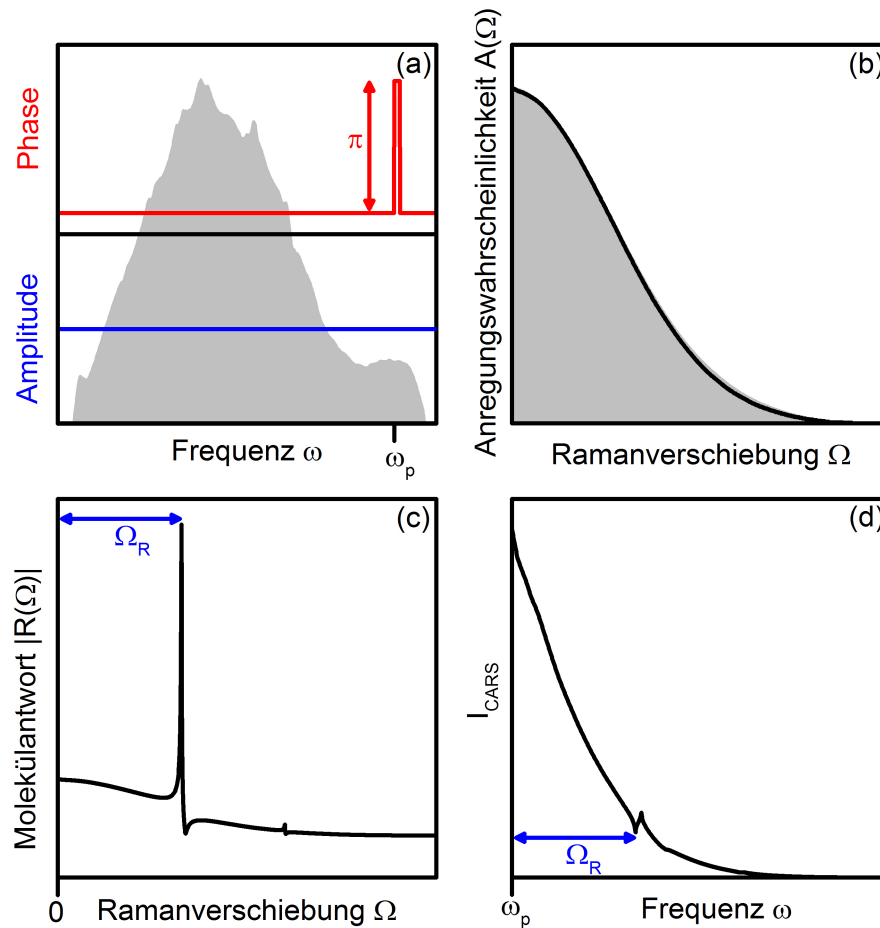 (a)
Phase
π
Amplitude
Frequenz ω
ωp
(b)
Anregungswahrscheinlichkeit A(Ω)
Ramanverschiebung Ω
(c)
ΩR
Molekülantwort |R(Ω)|
0
Ramanverschiebung Ω
(d)
ICARS
ΩR
ωp
Frequenz ω